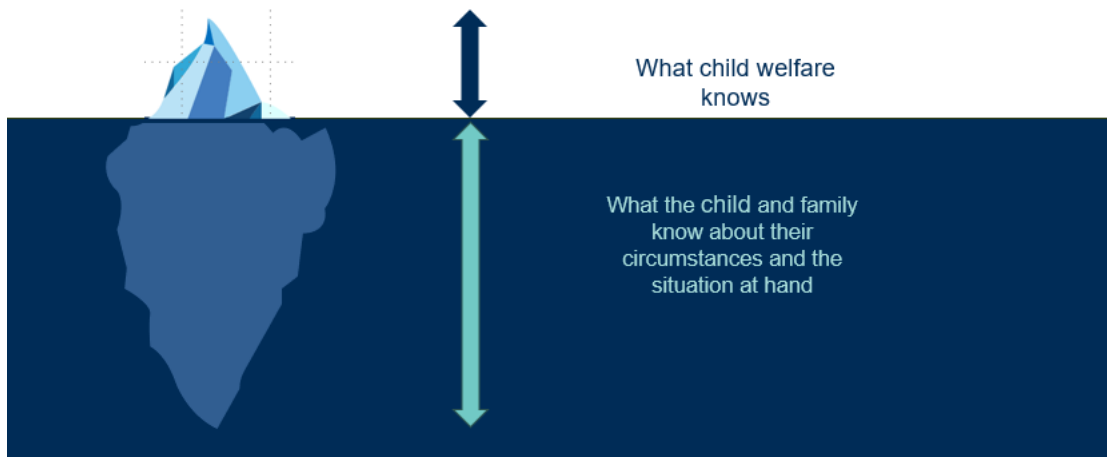 What child welfare
knows
What the child and family
know about their
circumstances and the
situation at hand